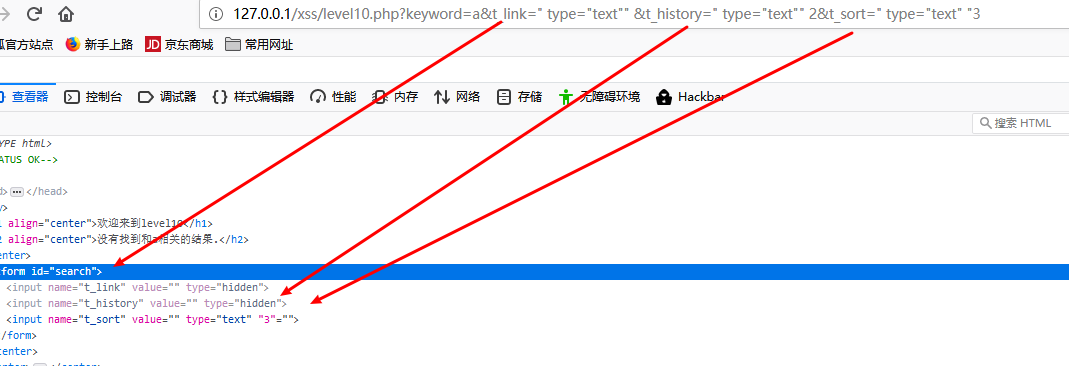 127.0.0.1/xss/level10.php?keyword=a&t_link=" type="text"" &t_history=" type="text"" 2&t_sort=" type="text" "3
狐官方站点 新手上路 JD 京东商城 常用网址
查看器 控制台 调试器 {} 样式编辑器 性能 内存 网络 存储 无障碍环境 Hackbar
搜索 HTML
TYPE html>
ATUS OK-->
d> ••• </head>
y>
align="center">欢迎来到level10</h1>
2 align="center">没有找到和a相关的结果.</h2>
enter>
form id="search">
<input name="t_link" value="" type="hidden">
<input name="t_history" value="" type="hidden">
<input name="t_sort" value="" type="text" "3"="">
/form>
center>
</center>